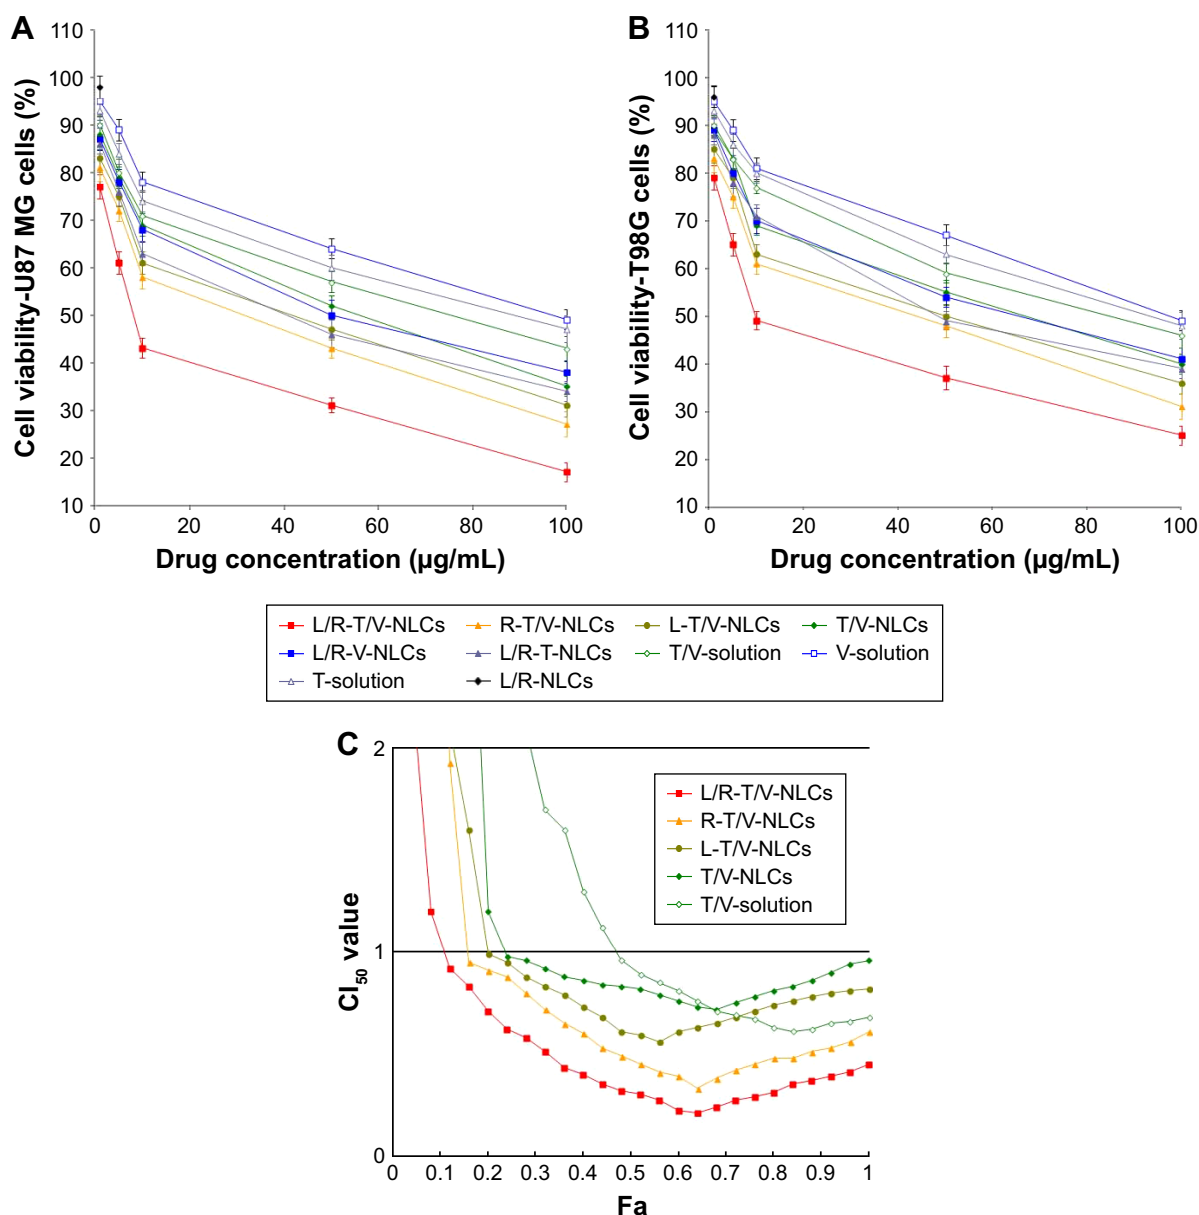 A
Cell viability-U87 MG cells (%)
110
100
90
80
70
60
50
40
30
20
10
0 20 40 60 80 100
Drug concentration (µg/mL)
B
Cell viability-T98G cells (%)
110
100
90
80
70
60
50
40
30
20
10
0 20 40 60 80 100
Drug concentration (µg/mL)
L/R-T/V-NLCs R-T/V-NLCs L-T/V-NLCs T/V-NLCs
L/R-V-NLCs L/R-T-NLCs T/V-solution V-solution
T-solution L/R-NLCs
C
CI₅₀ value
2
1
0
L/R-T/V-NLCs
R-T/V-NLCs
L-T/V-NLCs
T/V-NLCs
T/V-solution
0 0.1 0.2 0.3 0.4 0.5 0.6 0.7 0.8 0.9 1
Fa